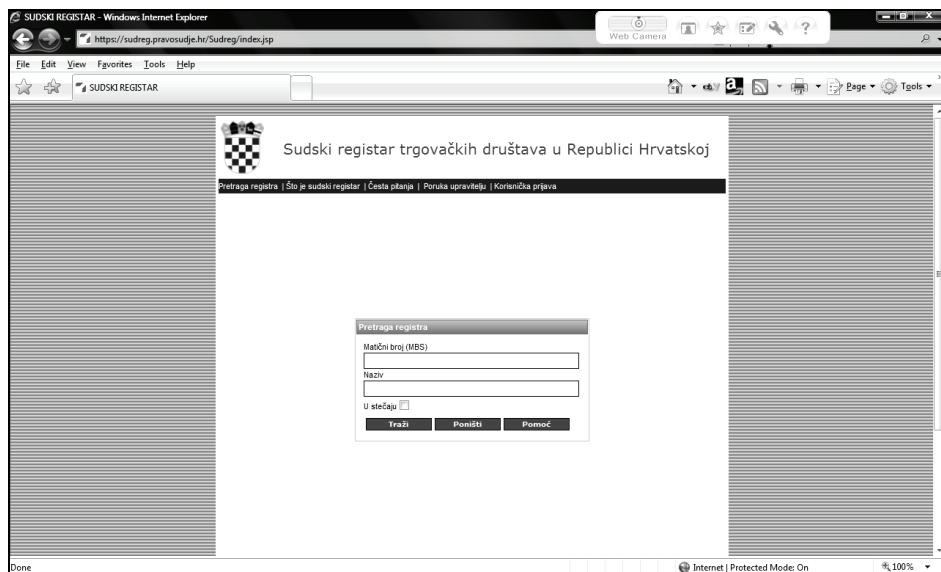 SUDSKI REGISTAR - Windows Internet Explorer
Web Camera
https://sudreg.pravosudje.hr/Sudreg/index.jsp
File Edit View Favorites Tools Help
SUDSKI REGISTAR
Page Tools
Sudski registar trgovačkih društava u Republici Hrvatskoj
Pretraga registra | Što je sudski registar | Česta pitanja | Poruka upravitelju | Korisnička prijava
Pretraga registra
Matični broj (MBS)
Naziv
U stečaju
Traži Poništi Pomoć
Done Internet | Protected Mode: On 100%